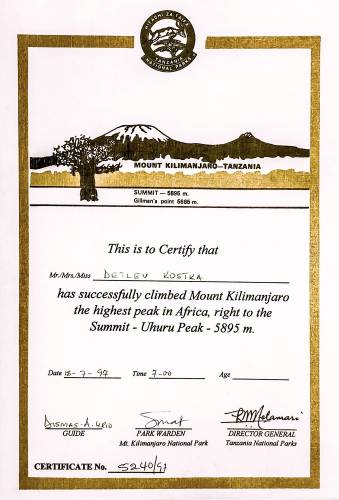 HIFADHI ZA TAIFA
TANZANIA
NATIONAL PARKS
MOUNT KILIMANJARO—TANZANIA
SUMMIT — 5895 m.
Gillman's point 5685 m.
This is to Certify that
Mr./Mrs./Miss DETLEV KOSTKA
has successfully climbed Mount Kilimanjaro
the highest peak in Africa, right to the
Summit - Uhuru Peak - 5895 m.
Date 18-7-97 Time 7.00 Age
DISMAS.A.URIO
GUIDE PARK WARDEN DIRECTOR GENERAL
Mt. Kilimanjaro National Park Tanzania National Parks
CERTIFICATE No. 5240/97